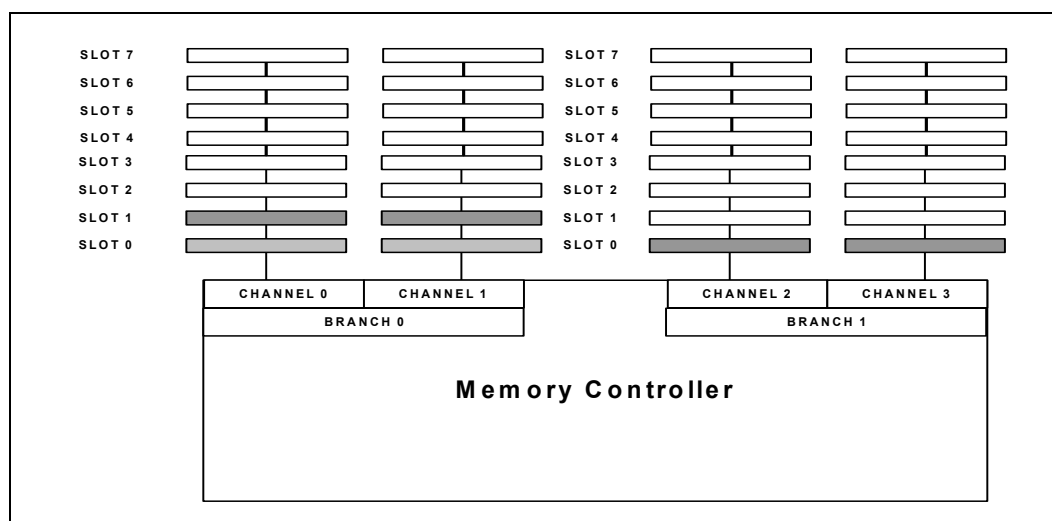 SLOT 7 SLOT 7
SLOT 6 SLOT 6
SLOT 5 SLOT 5
SLOT 4 SLOT 4
SLOT 3 SLOT 3
SLOT 2 SLOT 2
SLOT 1 SLOT 1
SLOT 0 SLOT 0
CHANNEL 0 CHANNEL 1 CHANNEL 2 CHANNEL 3
BRANCH 0 BRANCH 1
Memory Controller